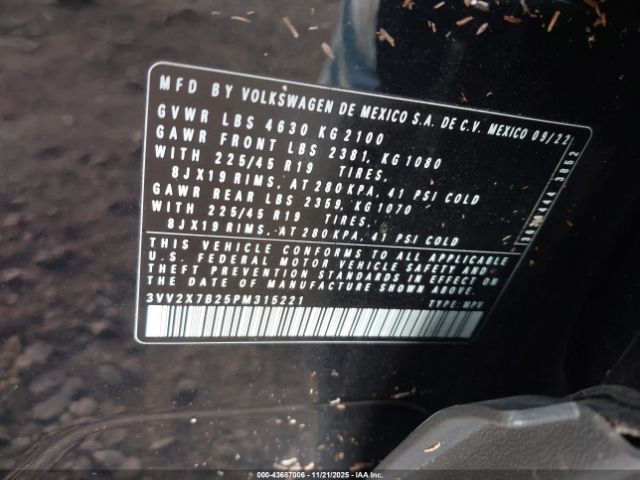 MFD BY VOLKSWAGEN DE MEXICO S.A. DE C.V. MEXICO 09/22
GVWR LBS 4630 KG 2100
GAWR FRONT LBS 2381, KG 1080
WITH 225/45 R19 TIRES,
8JX19 RIMS, AT 280 KPA, 41 PSI COLD
GAWR REAR LBS 2359, KG 1070
WITH 225/45 R19 TIRES,
8JX19 RIMS, AT 280 KPA, 41 PSI COLD
THIS VEHICLE CONFORMS TO ALL APPLICABLE
U.S. FEDERAL MOTOR VEHICLE SAFETY AND
THEFT PREVENTION STANDARDS IN EFFECT ON
THE DATE OF MANUFACTURE SHOWN ABOVE.
3VV2X7B25PM315221 TYPE: MPV
000-43687006 - 11/21/2025 - IAA Inc.